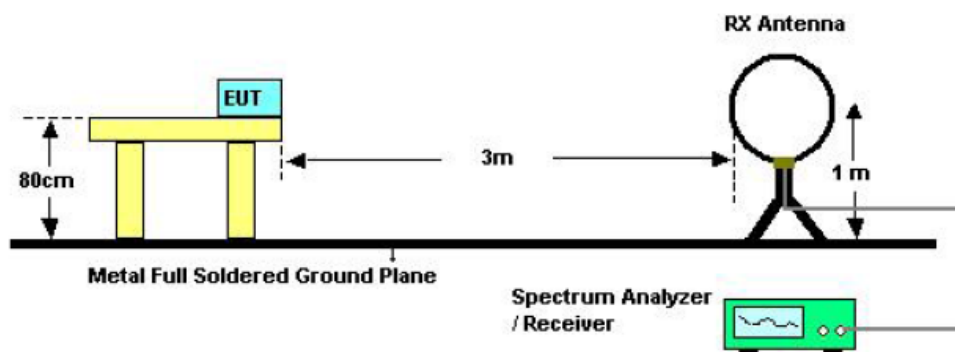 RX Antenna
EUT
3m
80cm
1 m
Metal Full Soldered Ground Plane
Spectrum Analyzer
/ Receiver